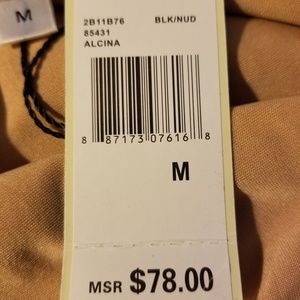 M
2B11B76 BLK/NUD
85431
ALCINA
8 87173 07616 8
M
MSR $78.00